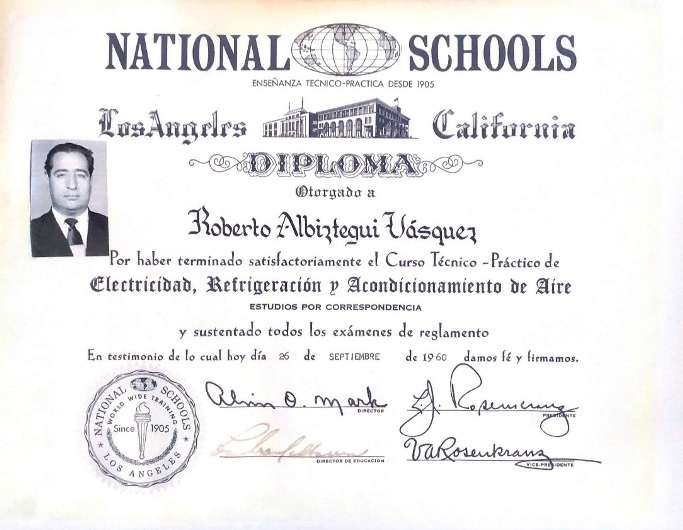 NATIONAL SCHOOLS
ENSEÑANZA TECNICO-PRACTICA DESDE 1905
Los Angeles California
DIPLOMA
Otorgado a
Roberto Albiztegui Vásquez
Por haber terminado satisfactoriamente el Curso Técnico-Práctico de
Electricidad, Refrigeración y Acondicionamiento de Aire
ESTUDIOS POR CORRESPONDENCIA
y sustentado todos los exámenes de reglamento
En testimonio de lo cual hoy día 26 de SEPTIEMBRE de 1960 damos fé y firmamos.
NATIONAL SCHOOLS
WORLD WIDE TRAINING
Since 1905
LOS ANGELES
Alvin O. Mark
DIRECTOR
L.J. Rosenkranz
PRESIDENTE
DIRECTOR DE EDUCACION
V A Rosenkranz
VICE-PRESIDENTE